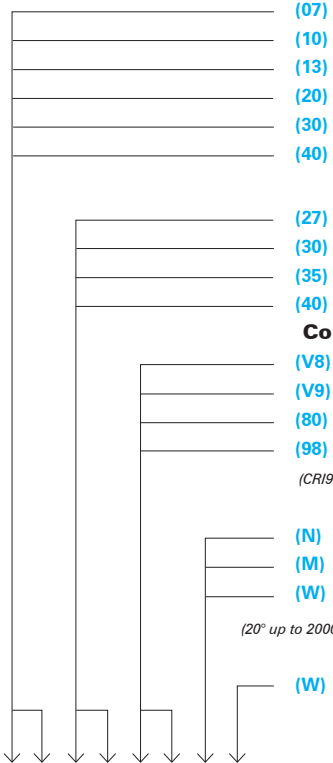 (07)
(10)
(13)
(20)
(30)
(40)
(27)
(30)
(35)
(40)
Co
(V8)
(V9)
(80)
(98)
(CRI9
(N)
(M)
(W)
(20° up to 2000
(W)